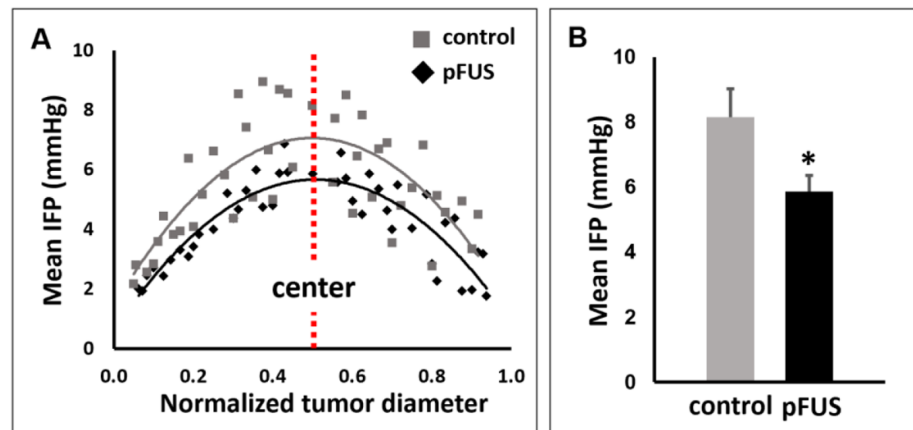 A
control
pFUS
Mean IFP (mmHg)
10
8
6
4
2
0
center
0.0 0.2 0.4 0.6 0.8 1.0
Normalized tumor diameter
B
Mean IFP (mmHg)
10
8
6
4
2
0
*
control pFUS